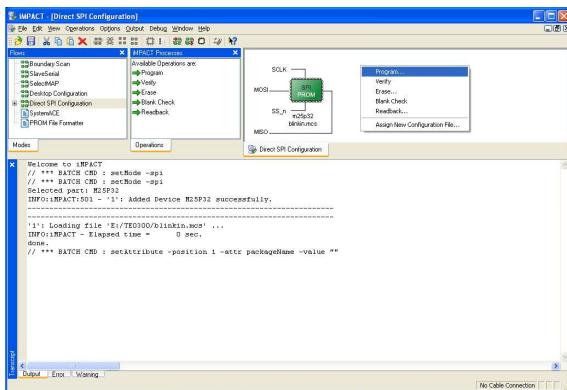 iMPACT - [Direct SPI Configuration]
File Edit View Operations Options Output Debug Window Help
Flows
Boundary Scan
SlaveSerial
SelectMAP
Desktop Configuration
Direct SPI Configuration
SystemACE
PROM File Formatter
Modes
iMPACT Processes
Available Operations are:
Program
Verify
Erase
Blank Check
Readback
Operations
SCLK
MOSI
SPI
PROM
SS_n
m25p32
blinkin.mcs
MISO
Program...
Verify
Erase...
Blank Check
Readback...
Assign New Configuration File...
Direct SPI Configuration
Welcome to iMPACT
// *** BATCH CMD : setMode -spi
// *** BATCH CMD : setMode -spi
Selected part: M25P32
INFO:iMPACT:501 - '1': Added Device M25P32 successfully.
----------------------------------------------------------------------
----------------------------------------------------------------------
'1': Loading file 'E:/TE0300/blinkin.mcs' ...
INFO:iMPACT - Elapsed time = 0 sec.
done.
// *** BATCH CMD : setAttribute -position 1 -attr packageName -value ""
Transcript
Output Error Warning
No Cable Connection